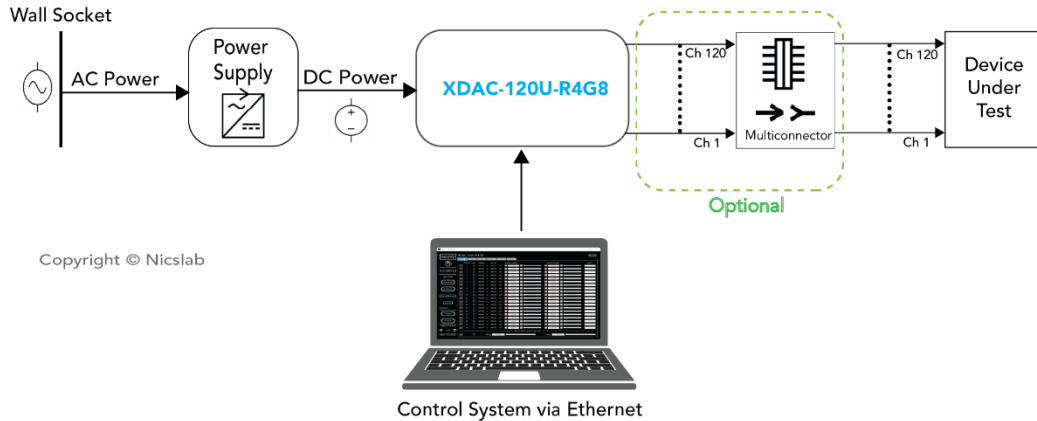 Wall Socket
AC Power
Power
Supply
DC Power
XDAC-120U-R4G8
Ch 120
Ch 1
Multiconnector
Optional
Ch 120
Ch 1
Device
Under
Test
Copyright © Nicslab
Control System via Ethernet